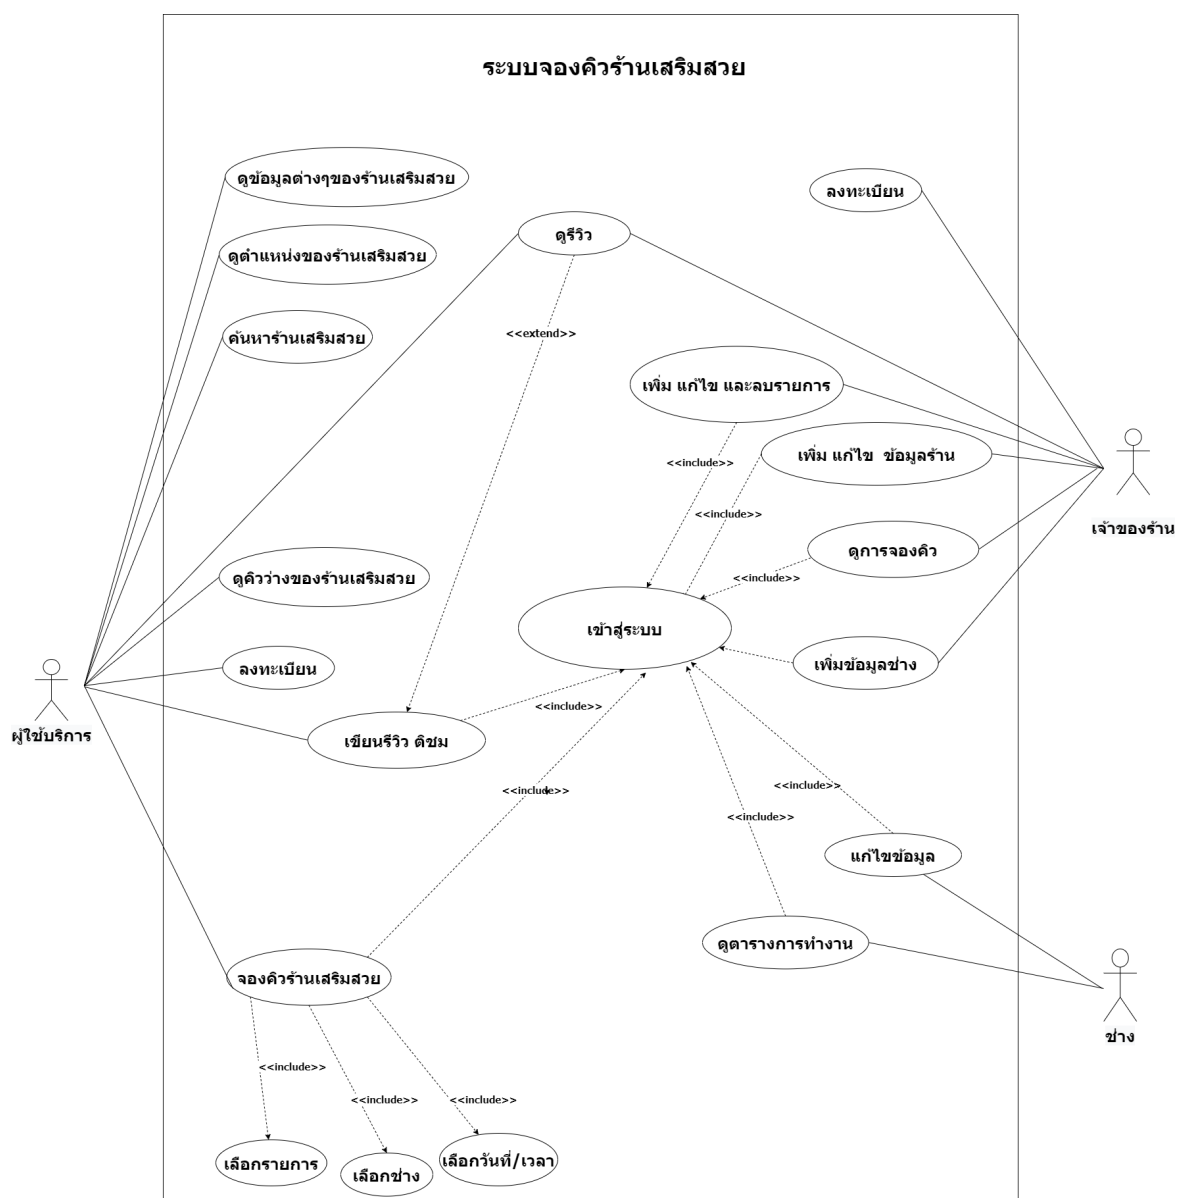 ระบบจองคิวร้านเสริมสวย
ดูข้อมูลต่างๆของร้านเสริมสวย
ลงทะเบียน
ดูรีวิว
ดูตำแหน่งของร้านเสริมสวย
<<extend>>
ค้นหาร้านเสริมสวย
เพิ่ม แก้ไข และลบรายการ
เพิ่ม แก้ไข ข้อมูลร้าน
<<include>>
<<include>>
เจ้าของร้าน
ดูการจองคิว
<<include>>
ดูคิวว่างของร้านเสริมสวย
เข้าสู่ระบบ
ลงทะเบียน
เพิ่มข้อมูลช่าง
<<include>>
ผู้ใช้บริการ
เขียนรีวิว ติชม
<<include>>
<<include>>
<<include>>
แก้ไขข้อมูล
ดูตารางการทำงาน
จองคิวร้านเสริมสวย
ช่าง
<<include>>
<<include>>
<<include>>
เลือกรายการ
เลือกช่าง
เลือกวันที่/เวลา